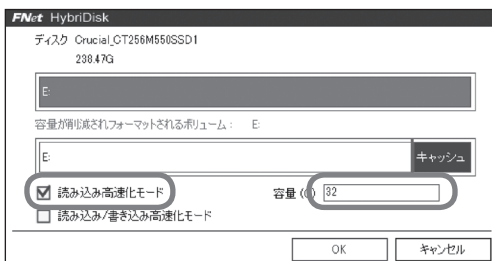 FNet HybriDisk
ディスク Crucial_CT256M550SSD1
238.47G
E:
容量が削減されフォーマットされるボリューム： E:
E:
キャッシュ
読み込み高速化モード
容量 (G) 32
読み込み/書き込み高速化モード
OK キャンセル